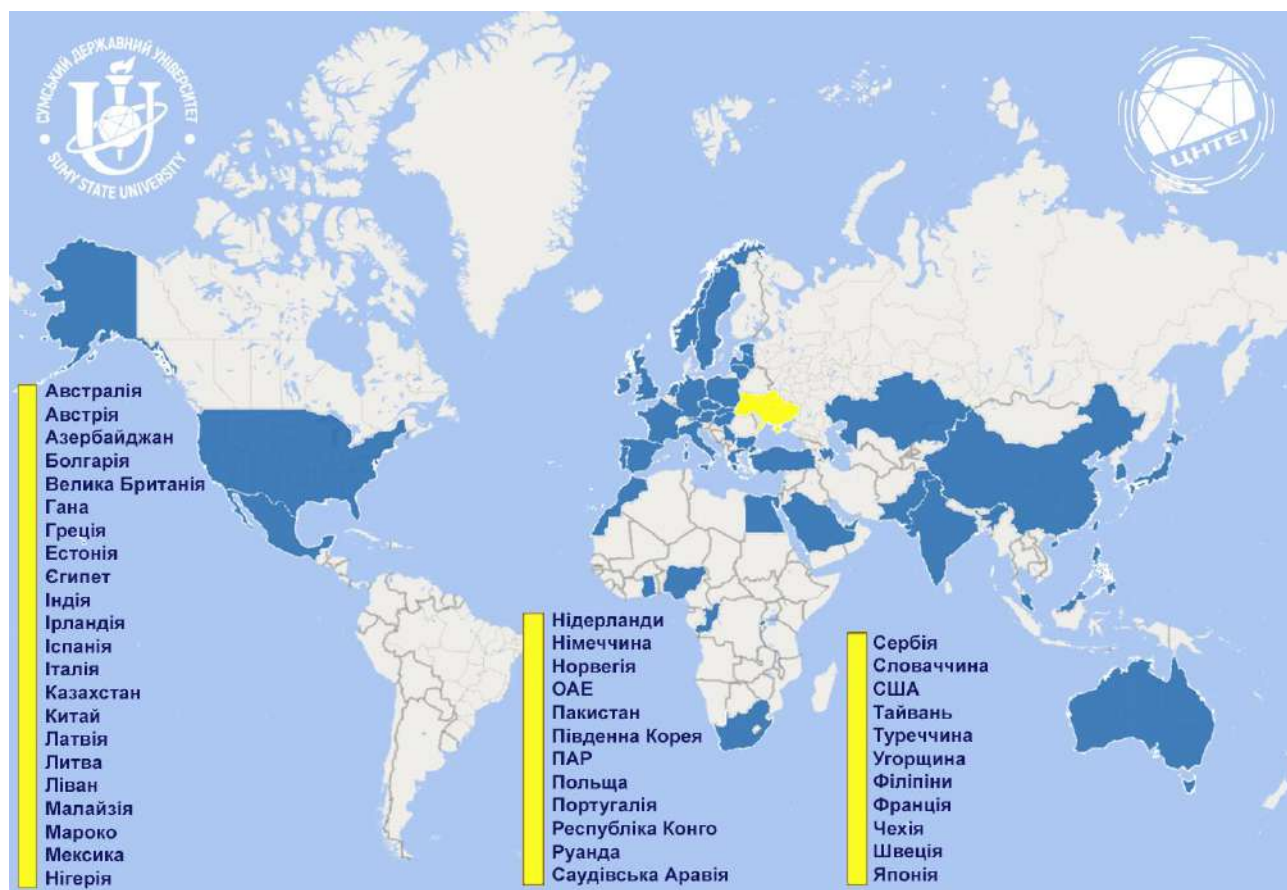 СУМСЬКИЙ ДЕРЖАВНИЙ УНІВЕРСИТЕТ
SUMY STATE UNIVERSITY
ЦНТЕІ
Австралія
Австрія
Азербайджан
Болгарія
Велика Британія
Гана
Греція
Естонія
Єгипет
Індія
Ірландія
Іспанія
Італія
Казахстан
Китай
Латвія
Литва
Ліван
Малайзія
Мароко
Мексика
Нігерія
Нідерланди
Німеччина
Норвегія
ОАЕ
Пакистан
Південна Корея
ПАР
Польща
Португалія
Республіка Конго
Руанда
Саудівська Аравія
Сербія
Словаччина
США
Тайвань
Туреччина
Угорщина
Філіпіни
Франція
Чехія
Швеція
Японія